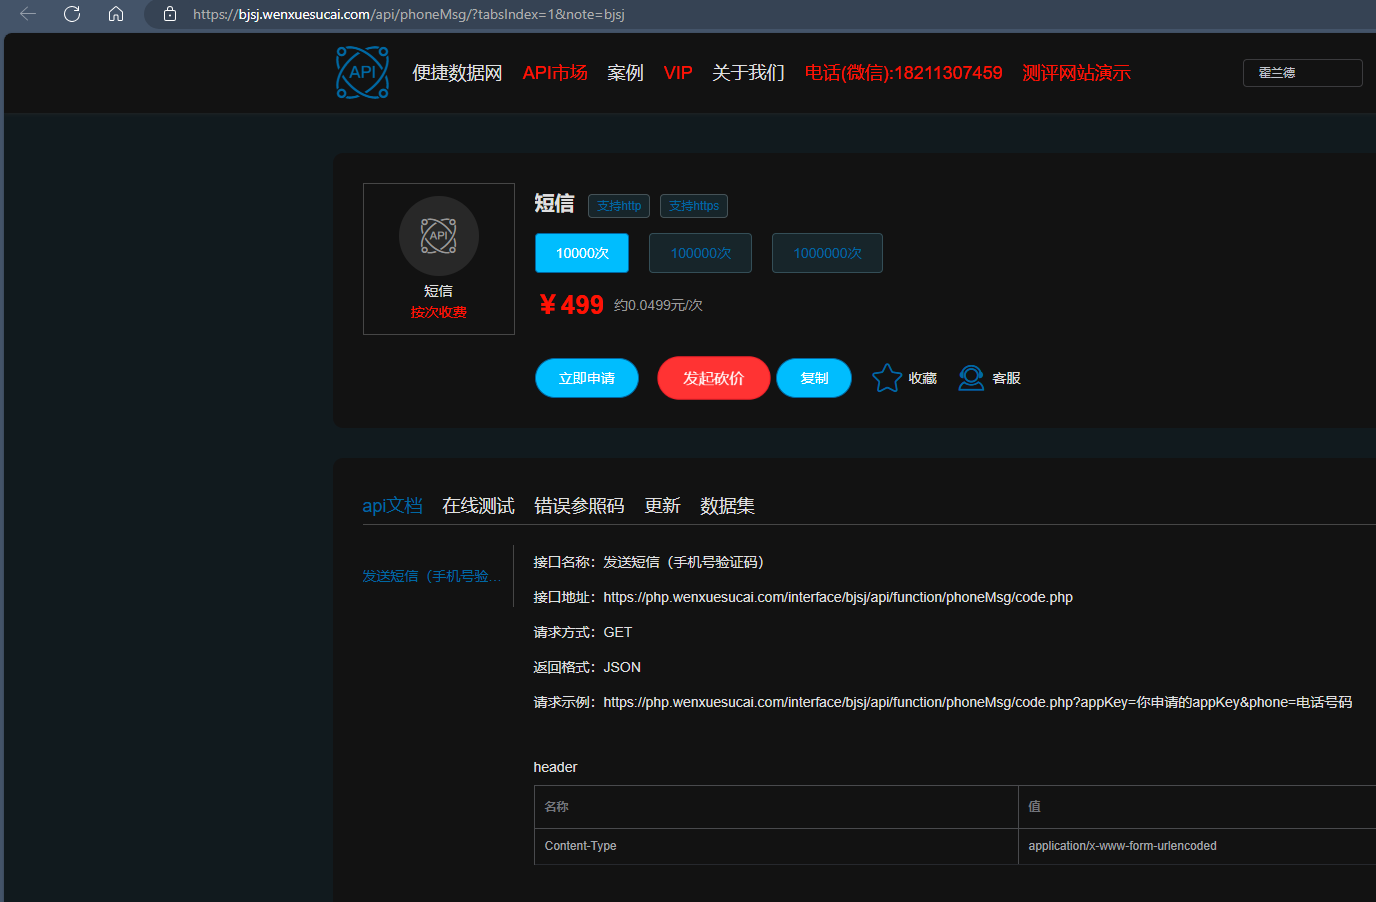 https://bjsj.wenxuesucai.com/api/phoneMsg/?tabsIndex=1&note=bjsj
API 便捷数据网 API市场 案例 VIP 关于我们 电话(微信):18211307459 测评网站演示 霍兰德
短信 支持http 支持https
API
10000次 100000次 1000000次
短信
按次收费
¥499 约0.0499元/次
立即申请 发起砍价 复制 收藏 客服
api文档 在线测试 错误参照码 更新 数据集
发送短信（手机号验...
接口名称：发送短信（手机号验证码）
接口地址：https://php.wenxuesucai.com/interface/bjsj/api/function/phoneMsg/code.php
请求方式：GET
返回格式：JSON
请求示例：https://php.wenxuesucai.com/interface/bjsj/api/function/phoneMsg/code.php?appKey=你申请的appKey&phone=电话号码
header
名称 值
Content-Type application/x-www-form-urlencoded